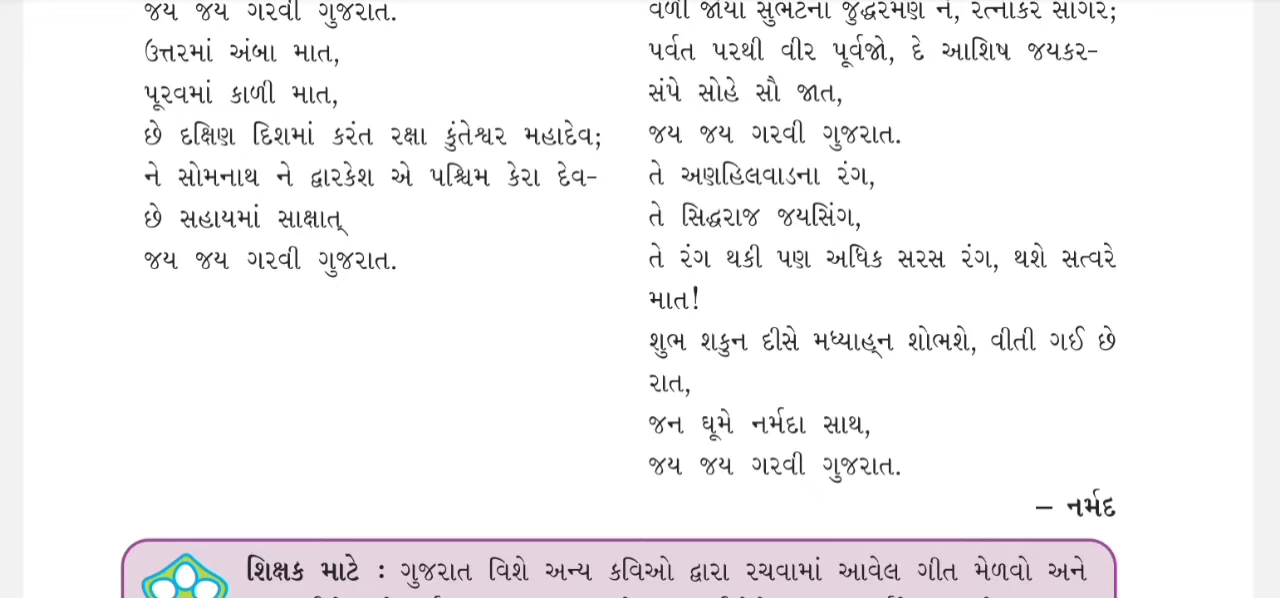 જય જય ગરવી ગુજરાત.
ઉત્તરમાં અંબા માત,
પૂરવમાં કાળી માત,
છે દક્ષિણ દિશમાં કરંત રક્ષા કુંતેશ્વર મહાદેવ;
ને સોમનાથ ને દ્વારકેશ એ પશ્ચિમ કેરા દેવ-
છે સહાયમાં સાક્ષાત્
જય જય ગરવી ગુજરાત.
વળી જોયા સુભટના જુદ્ધરમણ ને, રત્નાકર સાગર;
પર્વત પરથી વીર પૂર્વજો, દે આશિષ જયકર-
સંપે સોહે સૌ જાત,
જય જય ગરવી ગુજરાત.
તે અણહિલવાડના રંગ,
તે સિદ્ધરાજ જયસિંગ,
તે રંગ થકી પણ અધિક સરસ રંગ, થશે સત્વરે
માત!
શુભ શકુન દીસે મધ્યાહ્ન શોભશે, વીતી ગઈ છે
રાત,
જન ઘૂમે નર્મદા સાથ,
જય જય ગરવી ગુજરાત.
– નર્મદ
શિક્ષક માટે : ગુજરાત વિશે અન્ય કવિઓ દ્વારા રચવામાં આવેલ ગીત મેળવો અને